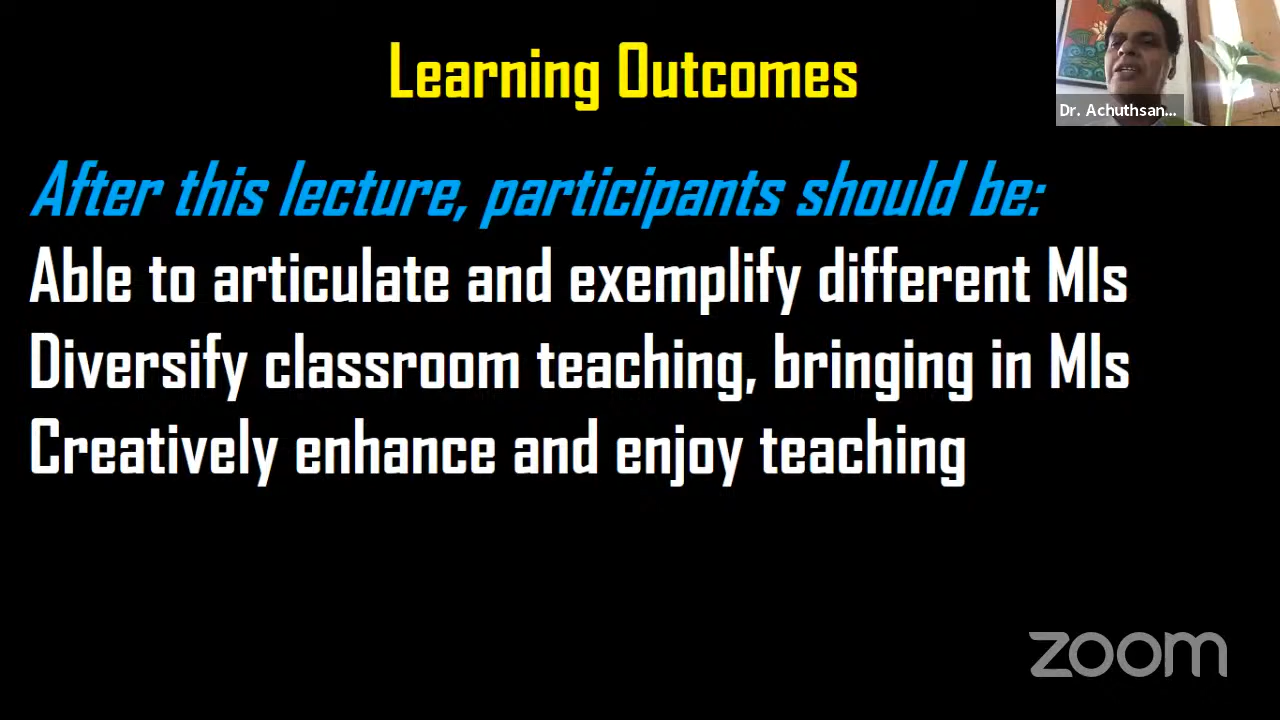 Learning Outcomes
Dr. Achuthsan...
After this lecture, participants should be:
Able to articulate and exemplify different MIs
Diversify classroom teaching, bringing in MIs
Creatively enhance and enjoy teaching
zoom